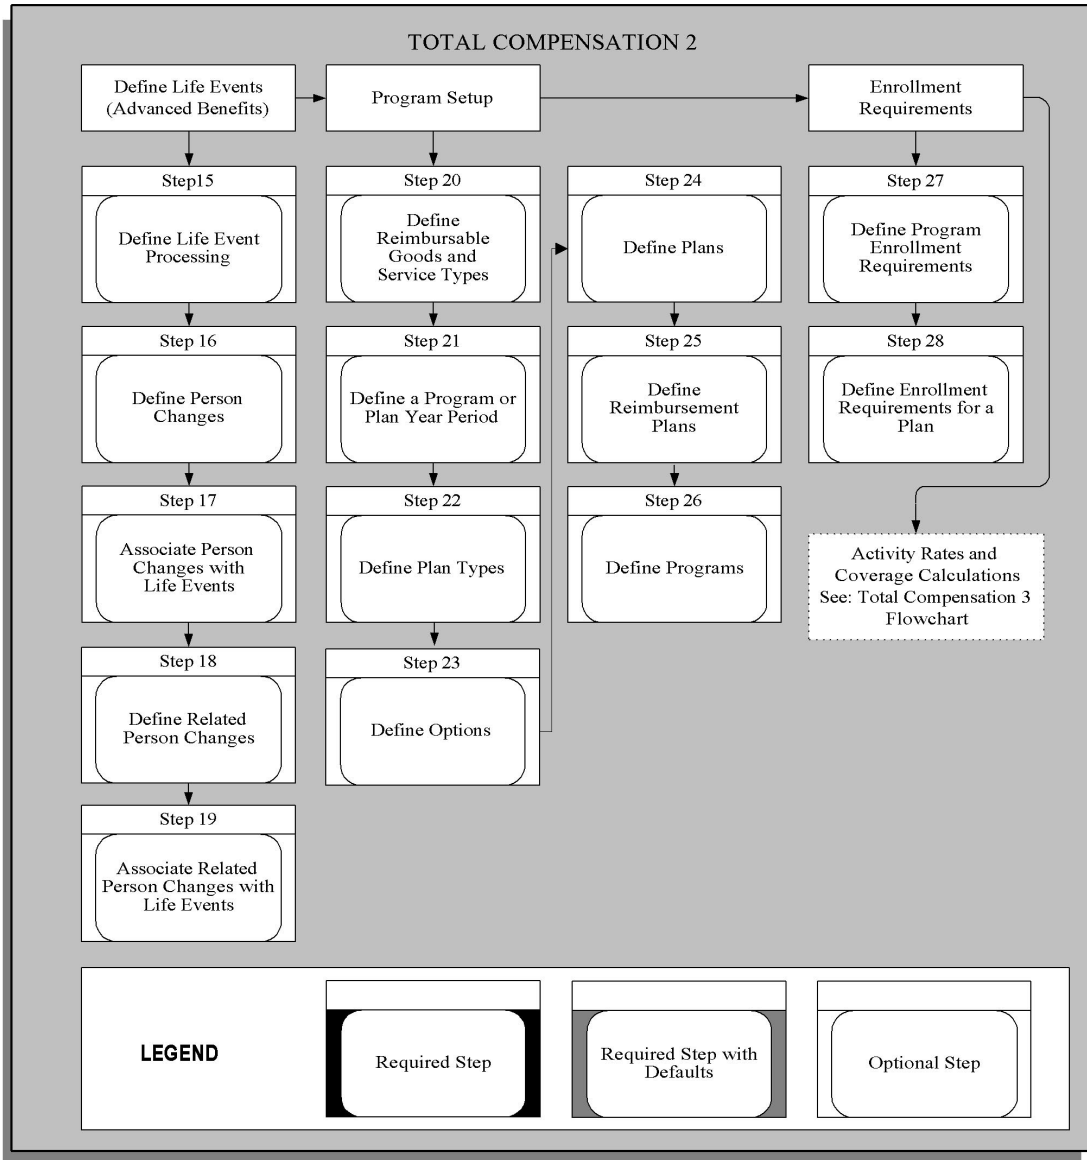 TOTAL COMPENSATION 2
Define Life Events
(Advanced Benefits)
Program Setup
Enrollment
Requirements
Step15
Define Life Event
Processing
Step 16
Define Person
Changes
Step 17
Associate Person
Changes with
Life Events
Step 18
Define Related
Person Changes
Step 19
Associate Related
Person Changes with
Life Events
Step 20
Define
Reimbursable
Goods and
Service Types
Step 21
Define a Program or
Plan Year Period
Step 22
Define Plan Types
Step 23
Define Options
Step 24
Define Plans
Step 25
Define
Reimbursement
Plans
Step 26
Define Programs
Step 27
Define Program
Enrollment
Requirements
Step 28
Define Enrollment
Requirements for a
Plan
Activity Rates and
Coverage Calculations
See: Total Compensation 3
Flowchart
LEGEND
Required Step
Required Step with
Defaults
Optional Step